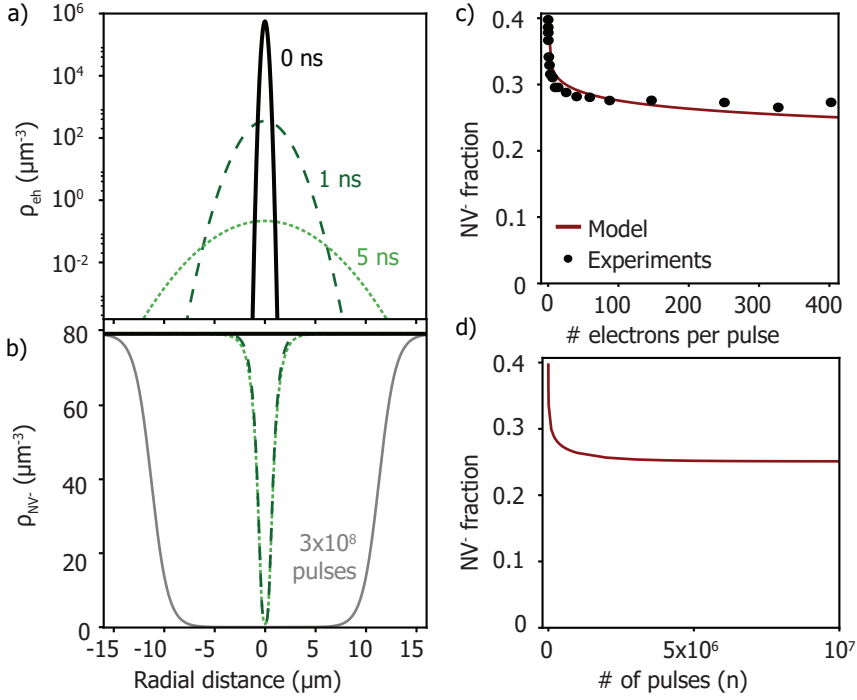 a)
10⁶
10⁴
10²
10⁰
10⁻²
ρeh (μm⁻³)
0 ns
1 ns
5 ns
b)
80
60
40
20
0
ρNV⁻ (μm⁻³)
3x10⁸
pulses
-15 -10 -5 0 5 10 15
Radial distance (μm)
c)
0.4
0.3
0.2
0.1
0
NV⁻ fraction
Model
Experiments
0 100 200 300 400
# electrons per pulse
d)
0.4
0.3
0.2
0.1
NV⁻ fraction
0 5x10⁶ 10⁷
# of pulses (n)